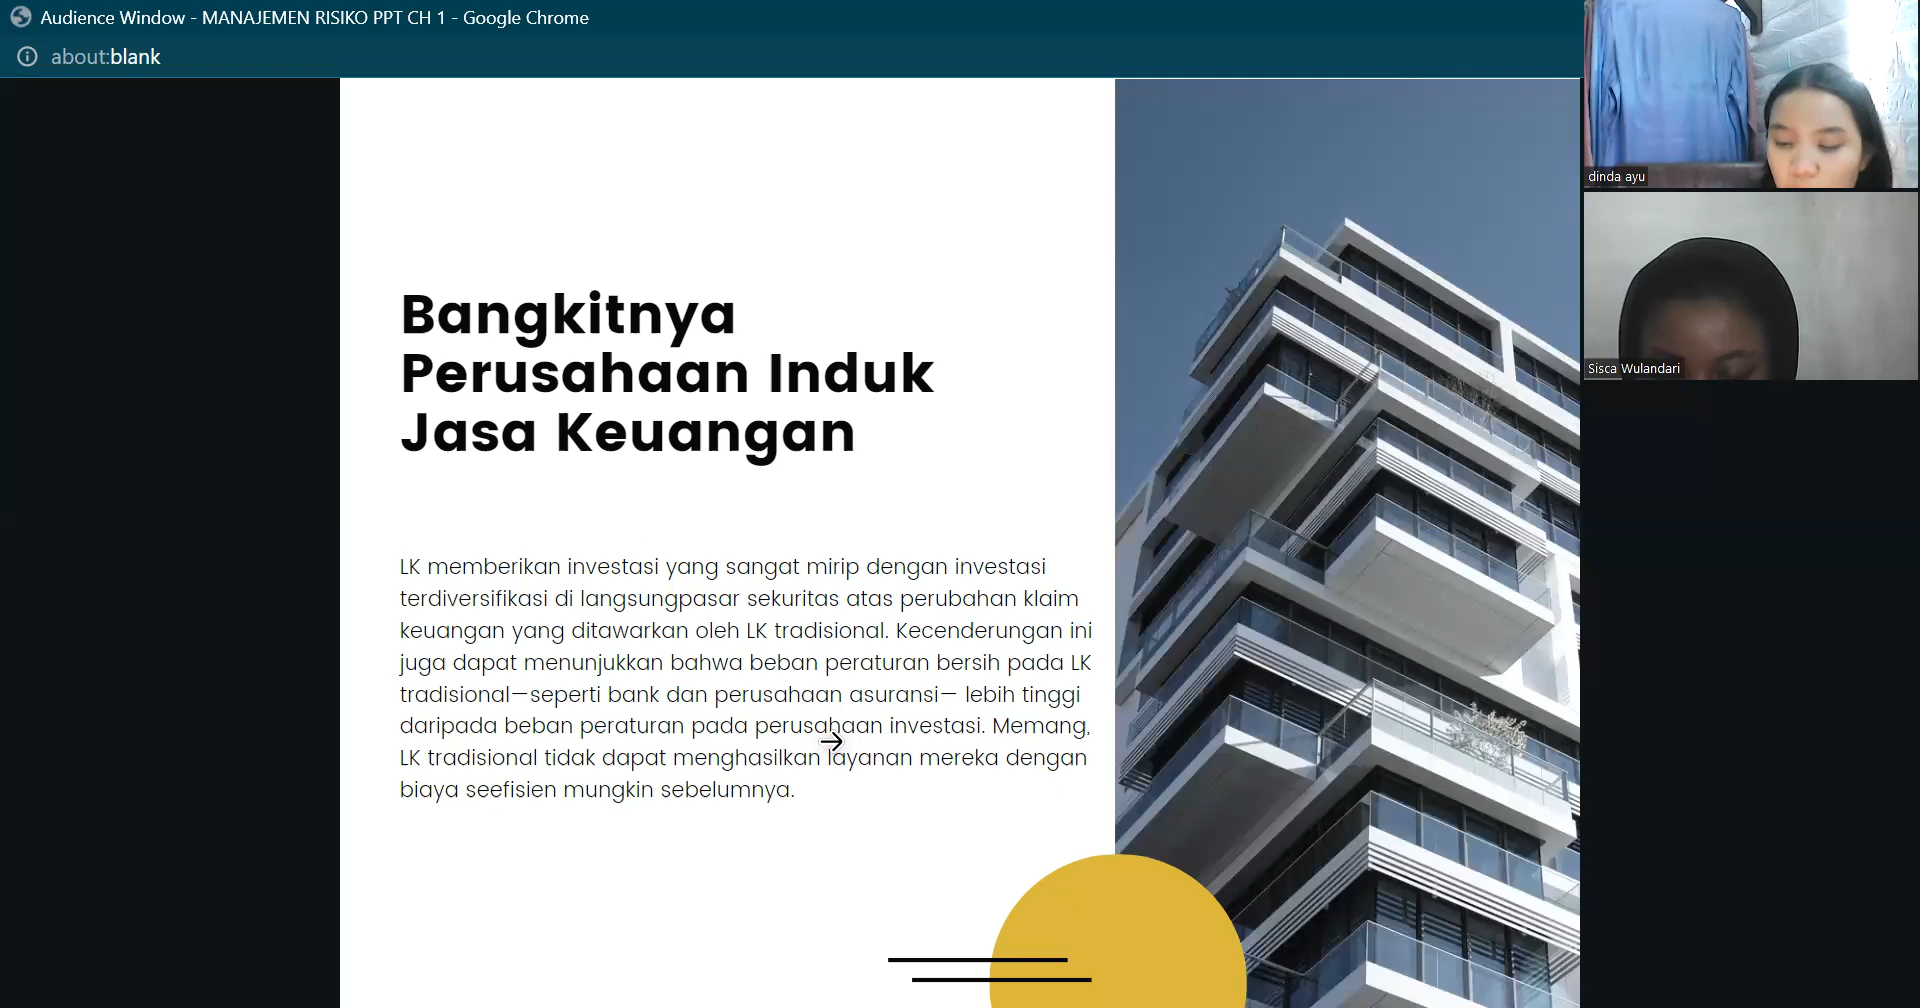 Audience Window - MANAJEMEN RISIKO PPT CH 1 - Google Chrome
about:blank
Bangkitnya
Perusahaan Induk
Jasa Keuangan
LK memberikan investasi yang sangat mirip dengan investasi
terdiversifikasi di langsungpasar sekuritas atas perubahan klaim
keuangan yang ditawarkan oleh LK tradisional. Kecenderungan ini
juga dapat menunjukkan bahwa beban peraturan bersih pada LK
tradisional—seperti bank dan perusahaan asuransi— lebih tinggi
daripada beban peraturan pada perusahaan investasi. Memang,
LK tradisional tidak dapat menghasilkan layanan mereka dengan
biaya seefisien mungkin sebelumnya.
dinda ayu
Sisca Wulandari